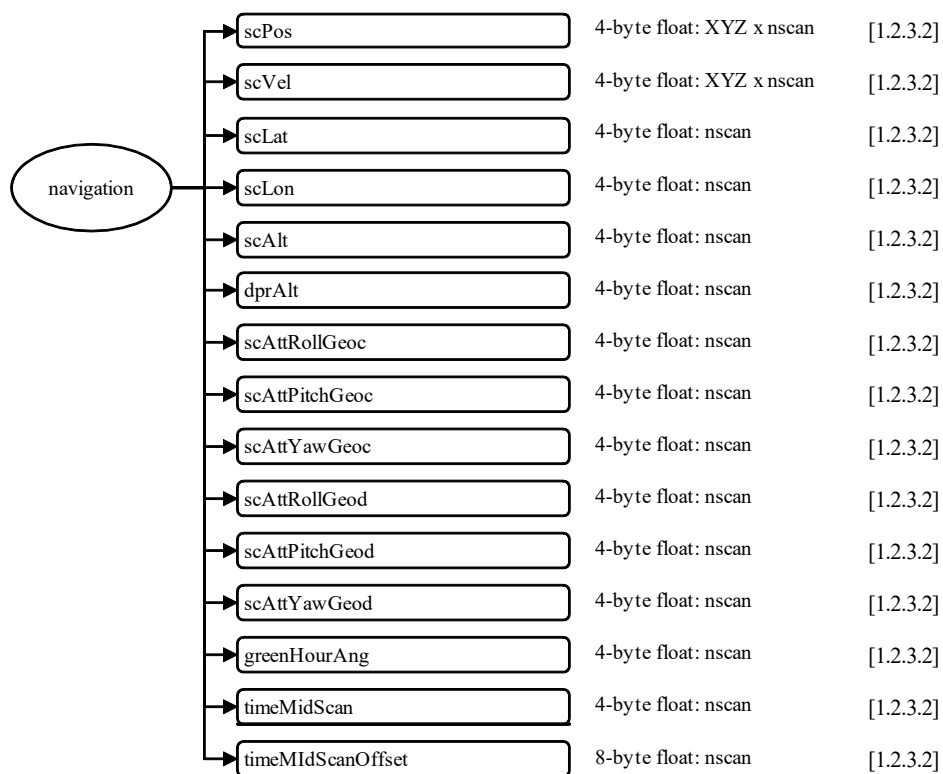 scPos 4-byte float: XYZ x nscan [1.2.3.2]
scVel 4-byte float: XYZ x nscan [1.2.3.2]
scLat 4-byte float: nscan [1.2.3.2]
navigation scLon 4-byte float: nscan [1.2.3.2]
scAlt 4-byte float: nscan [1.2.3.2]
dprAlt 4-byte float: nscan [1.2.3.2]
scAttRollGeoc 4-byte float: nscan [1.2.3.2]
scAttPitchGeoc 4-byte float: nscan [1.2.3.2]
scAttYawGeoc 4-byte float: nscan [1.2.3.2]
scAttRollGeod 4-byte float: nscan [1.2.3.2]
scAttPitchGeod 4-byte float: nscan [1.2.3.2]
scAttYawGeod 4-byte float: nscan [1.2.3.2]
greenHourAng 4-byte float: nscan [1.2.3.2]
timeMidScan 4-byte float: nscan [1.2.3.2]
timeMIdScanOffset 8-byte float: nscan [1.2.3.2]